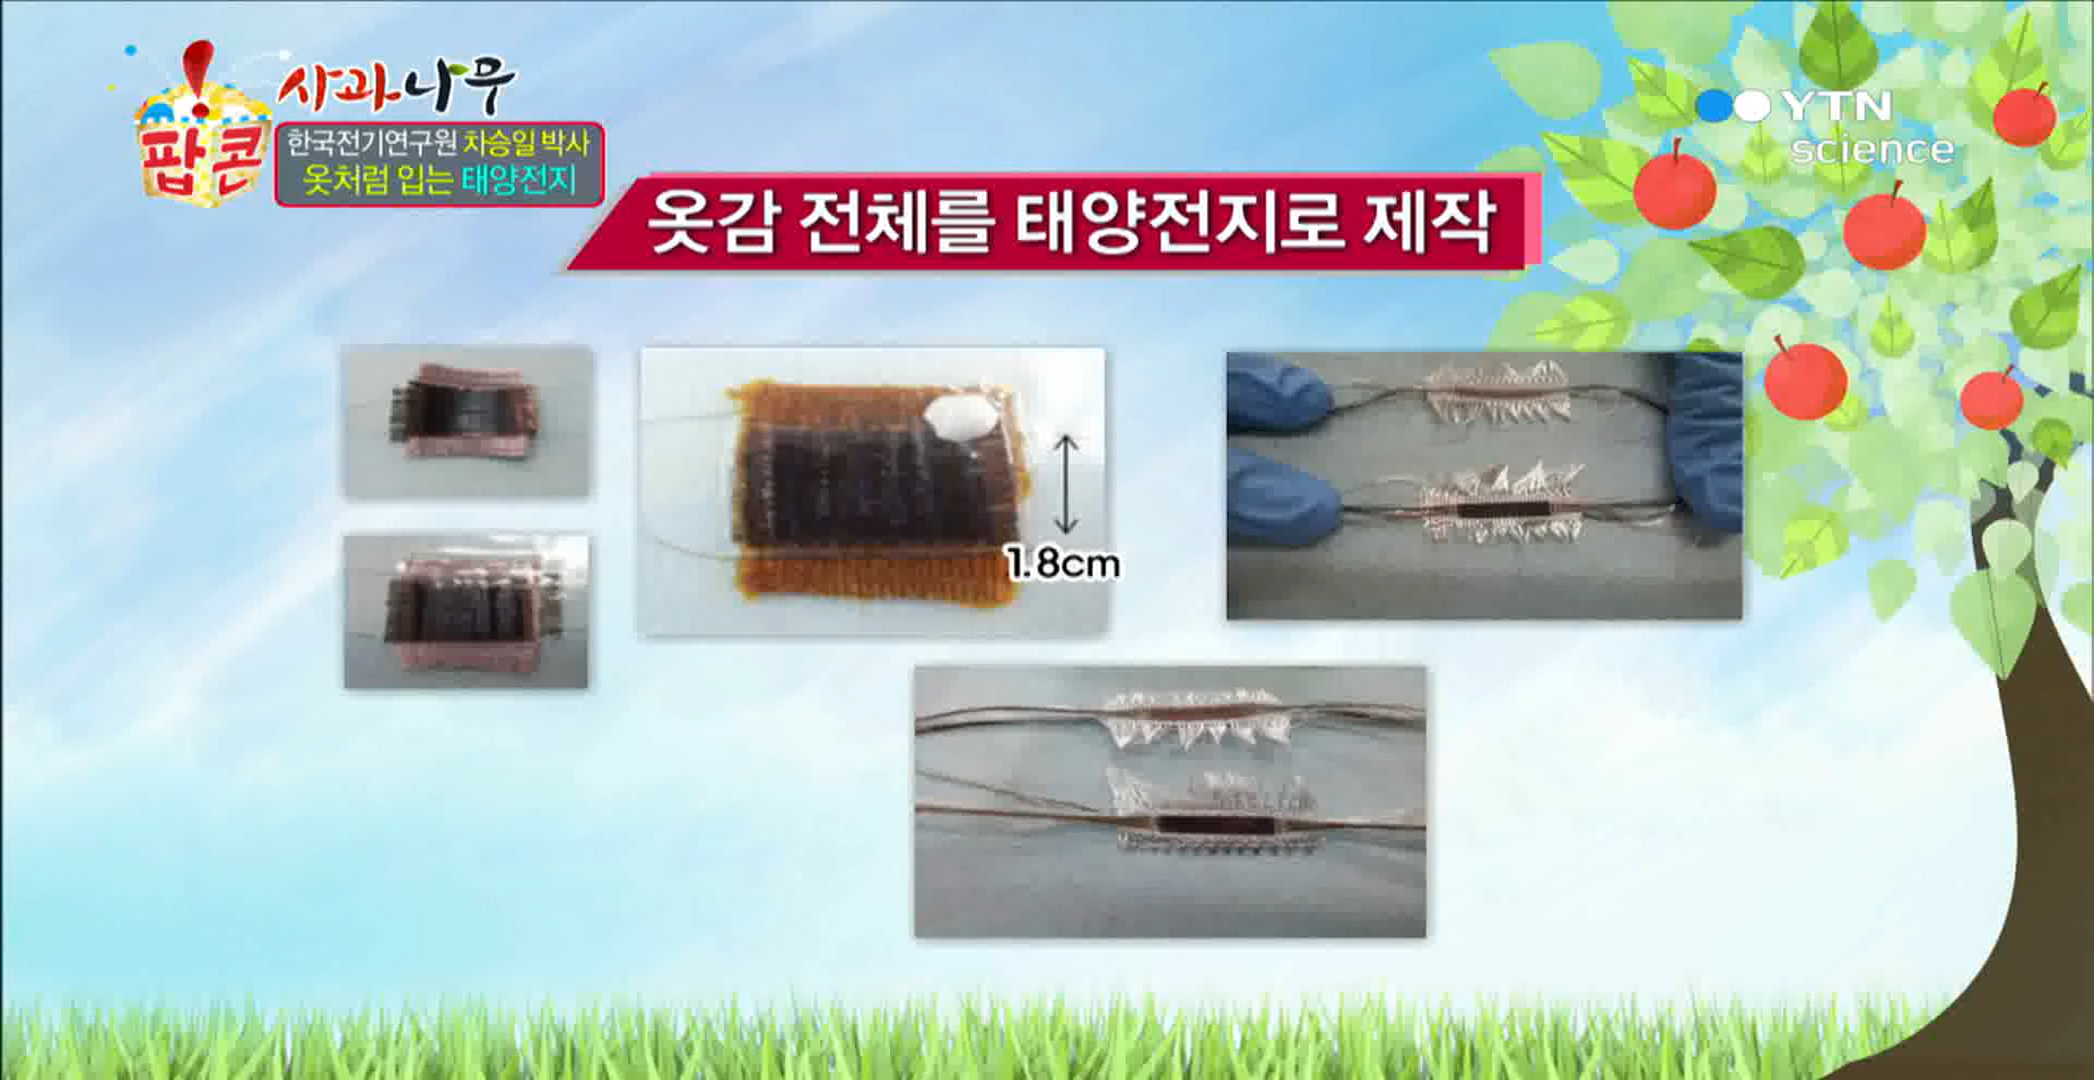 팝콘
사과나무
한국전기연구원 차승일 박사
옷처럼 입는 태양전지
YTN
science
옷감 전체를 태양전지로 제작
1.8cm